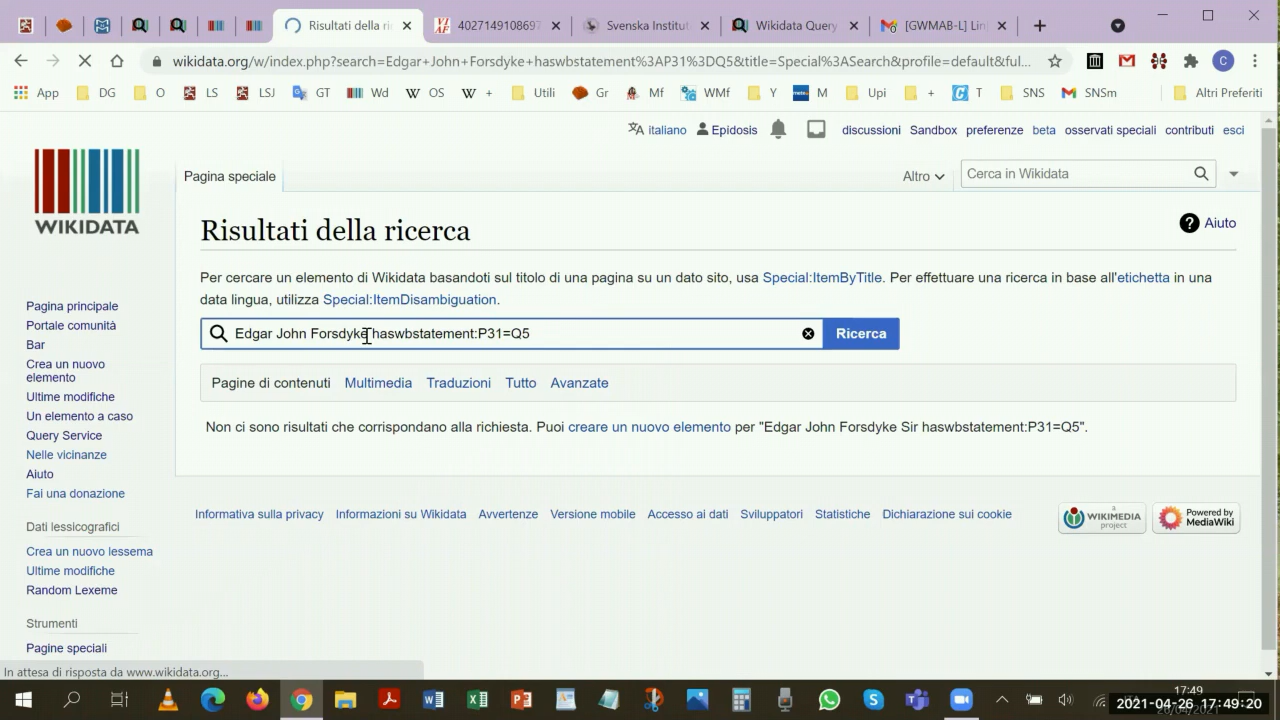 Risultati della ri
40271491086971
Svenska Institut
Wikidata Query
[GWMAB-L] Lin
wikidata.org/w/index.php?search=Edgar+John+Forsdyke+haswbstatement%3AP31%3DQ5&title=Special%3ASearch&profile=default&ful...
C
App DG O LS LSJ GT Wd OS + Utili Gr Mf WMf Y M Upi + T SNS SNSm Altri Preferiti
italiano Epidosis discussioni Sandbox preferenze beta osservati speciali contributi esci
WIKIDATA
Pagina speciale
Altro
Cerca in Wikidata
Risultati della ricerca
Aiuto
Per cercare un elemento di Wikidata basandoti sul titolo di una pagina su un dato sito, usa Special:ItemByTitle. Per effettuare una ricerca in base all'etichetta in una
data lingua, utilizza Special:ItemDisambiguation.
Edgar John Forsdyke haswbstatement:P31=Q5
Ricerca
Pagine di contenuti Multimedia Traduzioni Tutto Avanzate
Non ci sono risultati che corrispondano alla richiesta. Puoi creare un nuovo elemento per "Edgar John Forsdyke Sir haswbstatement:P31=Q5".
Pagina principale
Portale comunità
Bar
Crea un nuovo
elemento
Ultime modifiche
Un elemento a caso
Query Service
Nelle vicinanze
Aiuto
Fai una donazione
Dati lessicografici
Crea un nuovo lessema
Ultime modifiche
Random Lexeme
Strumenti
Pagine speciali
Informativa sulla privacy Informazioni su Wikidata Avvertenze Versione mobile Accesso ai dati Sviluppatori Statistiche Dichiarazione sui cookie
a
WIKIMEDIA
project
Powered by
MediaWiki
In attesa di risposta da www.wikidata.org...
17:49
2021-04-26 17:49:20